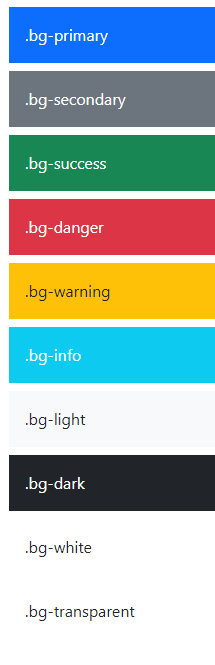 .bg-primary
.bg-secondary
.bg-success
.bg-danger
.bg-warning
.bg-info
.bg-light
.bg-dark
.bg-white
.bg-transparent